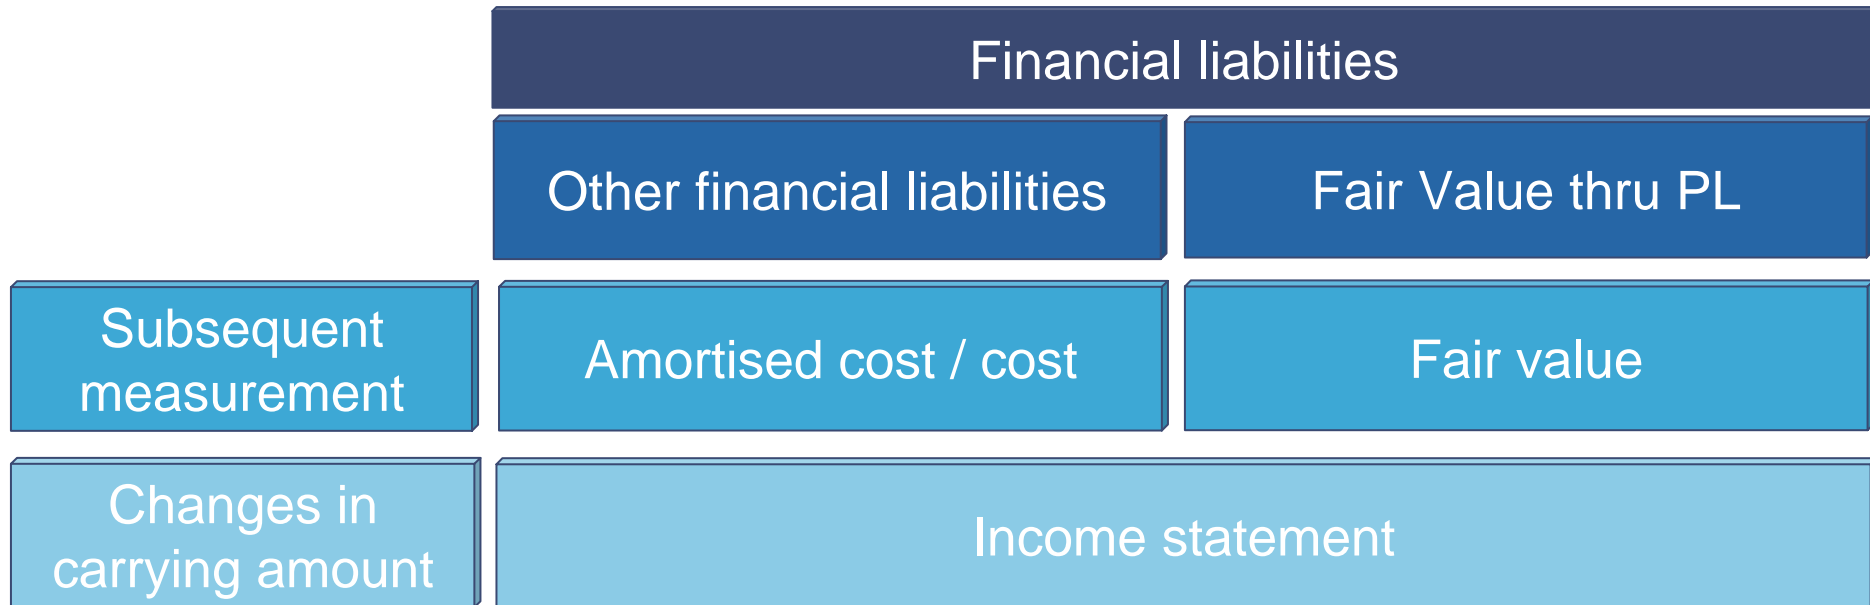 Financial liabilities
Other financial liabilities
Fair Value thru PL
Subsequent
measurement
Amortised cost / cost
Fair value
Changes in
carrying amount
Income statement